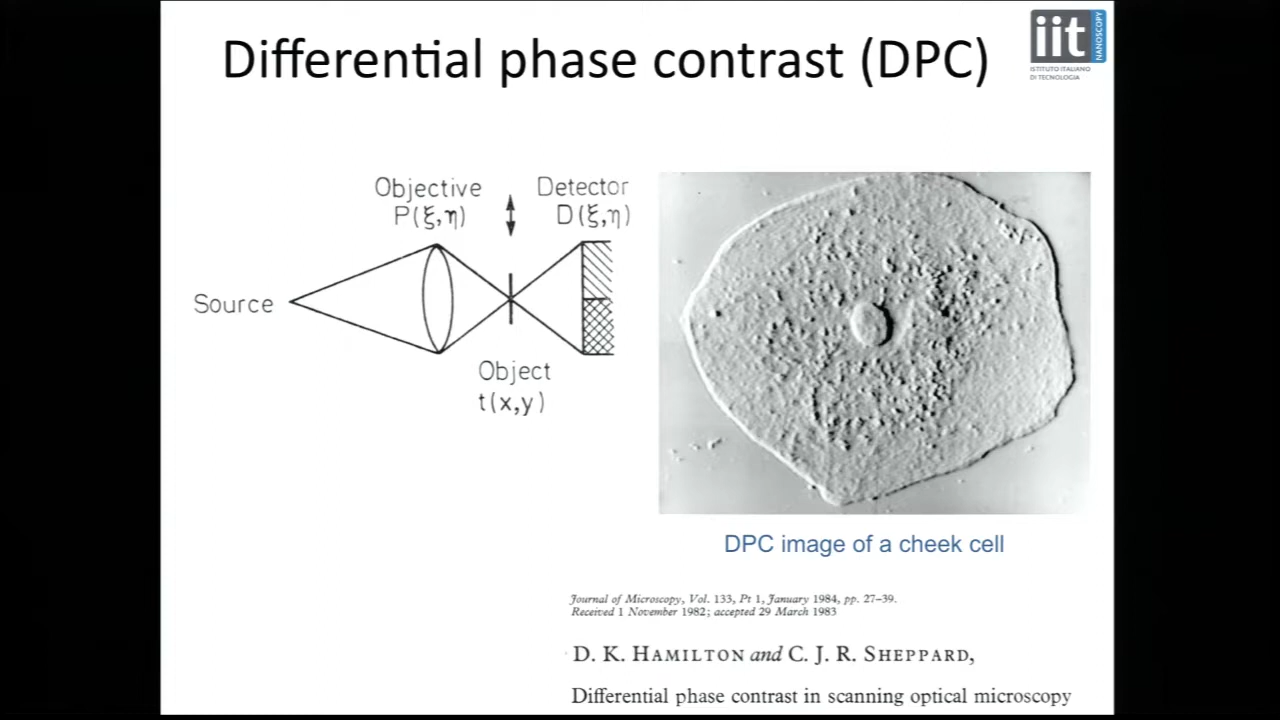 Differential phase contrast (DPC)
iit
NANOSCOPY
ISTITUTO ITALIANO
DI TECNOLOGIA
Objective
P(ξ,η)
Detector
D(ξ,η)
Source
Object
t(x,y)
DPC image of a cheek cell
Journal of Microscopy, Vol. 133, Pt 1, January 1984, pp. 27–39.
Received 1 November 1982; accepted 29 March 1983
D. K. HAMILTON and C. J. R. SHEPPARD,
Differential phase contrast in scanning optical microscopy